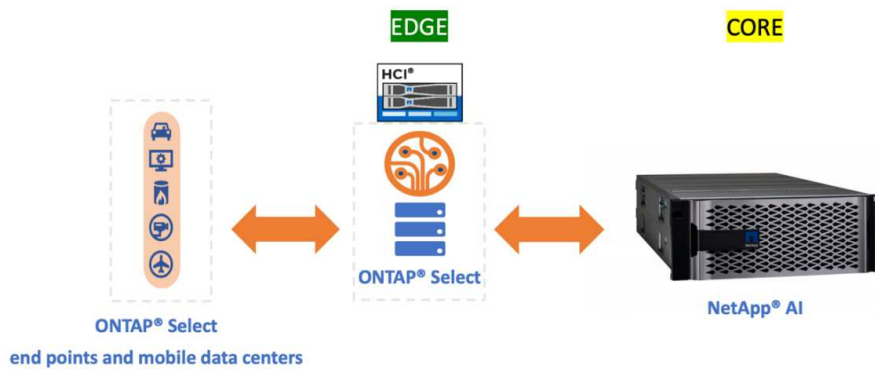 EDGE
CORE
HCI®
ONTAP® Select
NetApp® AI
ONTAP® Select
end points and mobile data centers